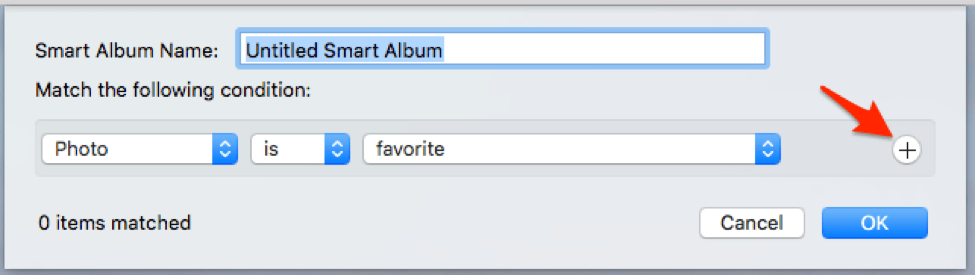 Smart Album Name: Untitled Smart Album
Match the following condition:
Photo is favorite
0 items matched Cancel OK